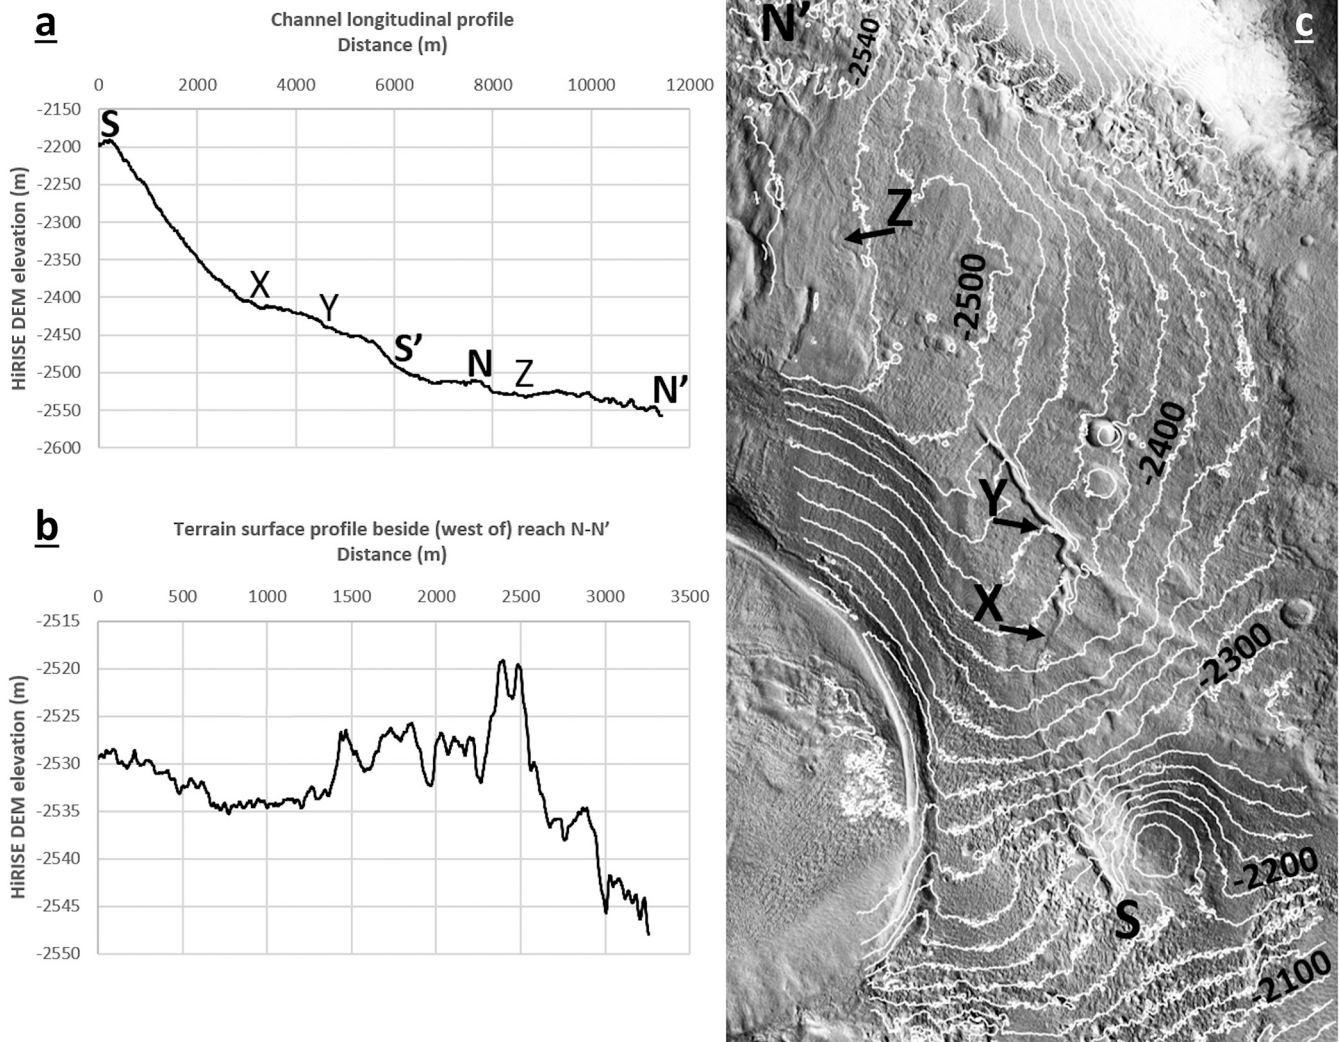 a
Channel longitudinal profile
Distance (m)
0 2000 4000 6000 8000 10000 12000
HiRISE DEM elevation (m)
-2150
-2200
-2250
-2300
-2350
-2400
-2450
-2500
-2550
-2600
S
X
Y
S’
N
Z
N’
b
Terrain surface profile beside (west of) reach N-N’
Distance (m)
0 500 1000 1500 2000 2500 3000 3500
HiRISE DEM elevation (m)
-2515
-2520
-2525
-2530
-2535
-2540
-2545
-2550
c
N’
-2540
Z
-2500
-2400
Y
X
-2300
-2200
S
-2100